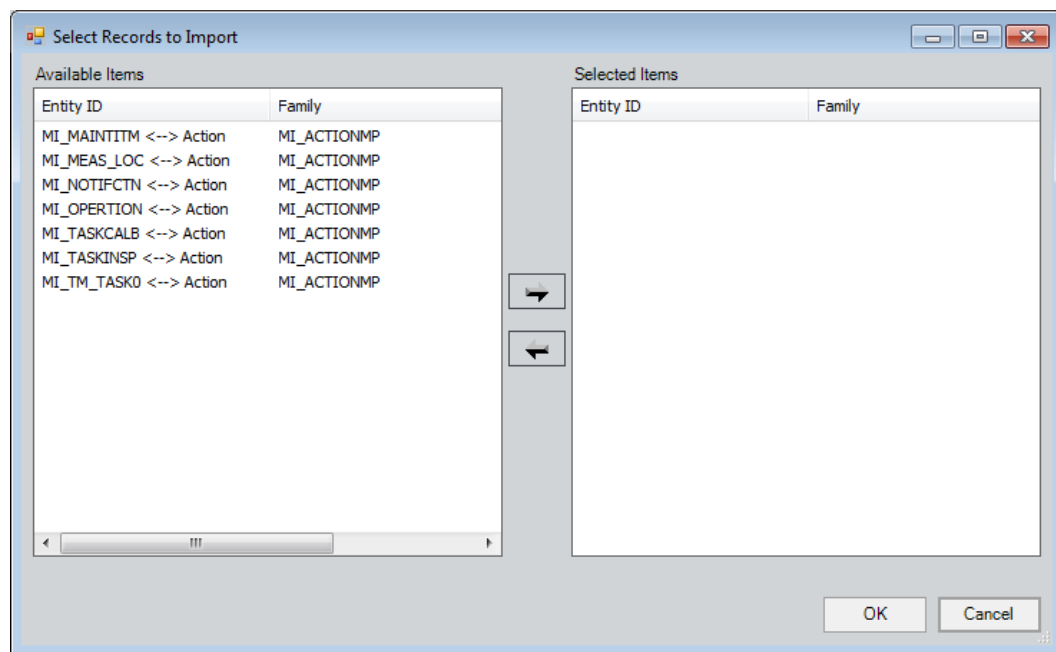 Select Records to Import
Available Items
Selected Items
Entity ID Family
Entity ID Family
MI_MAINTITM <--> Action MI_ACTIONMP
MI_MEAS_LOC <--> Action MI_ACTIONMP
MI_NOTIFCTN <--> Action MI_ACTIONMP
MI_OPERTION <--> Action MI_ACTIONMP
MI_TASKCALB <--> Action MI_ACTIONMP
MI_TASKINSP <--> Action MI_ACTIONMP
MI_TM_TASK0 <--> Action MI_ACTIONMP
OK
Cancel